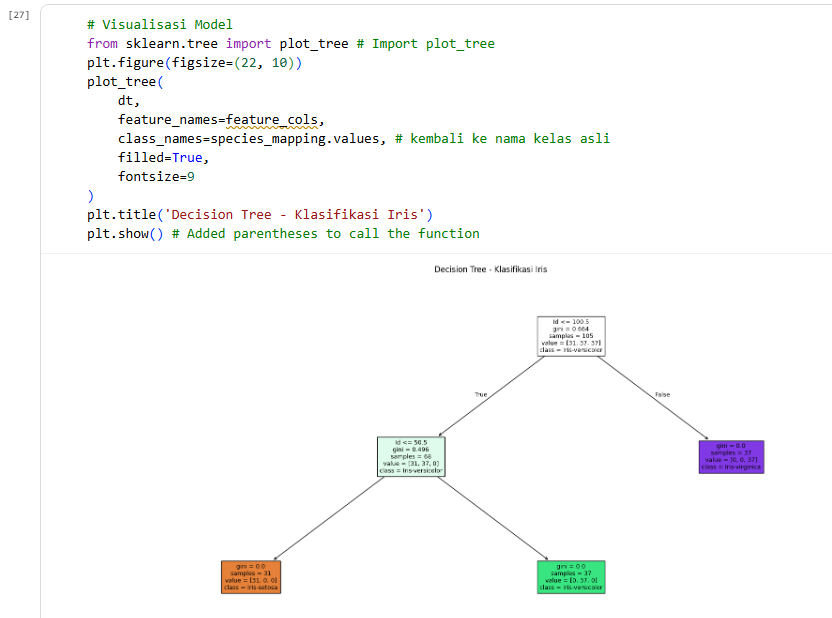 [27]
# Visualisasi Model
from sklearn.tree import plot_tree # Import plot_tree
plt.figure(figsize=(22, 10))
plot_tree(
dt,
feature_names=feature_cols,
class_names=species_mapping.values, # kembali ke nama kelas asli
filled=True,
fontsize=9
)
plt.title('Decision Tree - Klasifikasi Iris')
plt.show() # Added parentheses to call the function
Decision Tree - Klasifikasi Iris
Id <= 100.5
gini = 0.664
samples = 105
value = [31, 37, 37]
class = Iris-versicolor
True
False
Id <= 50.5
gini = 0.496
samples = 68
value = [31, 37, 0]
class = Iris-versicolor
gini = 0.0
samples = 37
value = [0, 0, 37]
class = Iris-virginica
gini = 0.0
samples = 31
value = [31, 0, 0]
class = Iris-setosa
gini = 0.0
samples = 37
value = [0, 37, 0]
class = Iris-versicolor